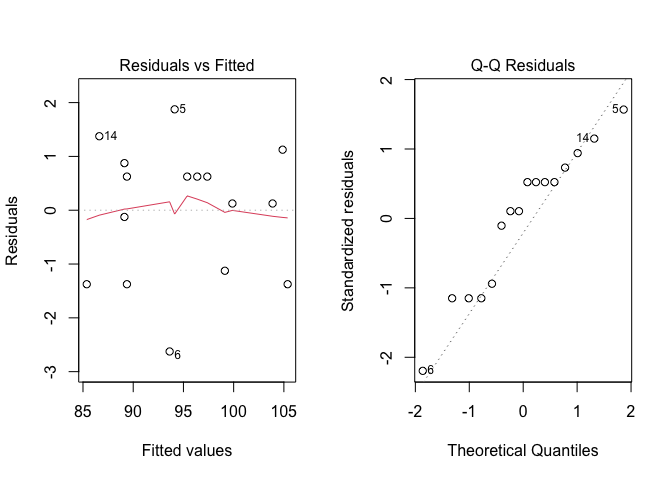 Residuals vs Fitted
Residuals
2
1
0
-1
-2
-3
5
14
6
85 90 95 100 105
Fitted values
Q-Q Residuals
Standardized residuals
2
1
0
-1
-2
5
14
6
-2 -1 0 1 2
Theoretical Quantiles